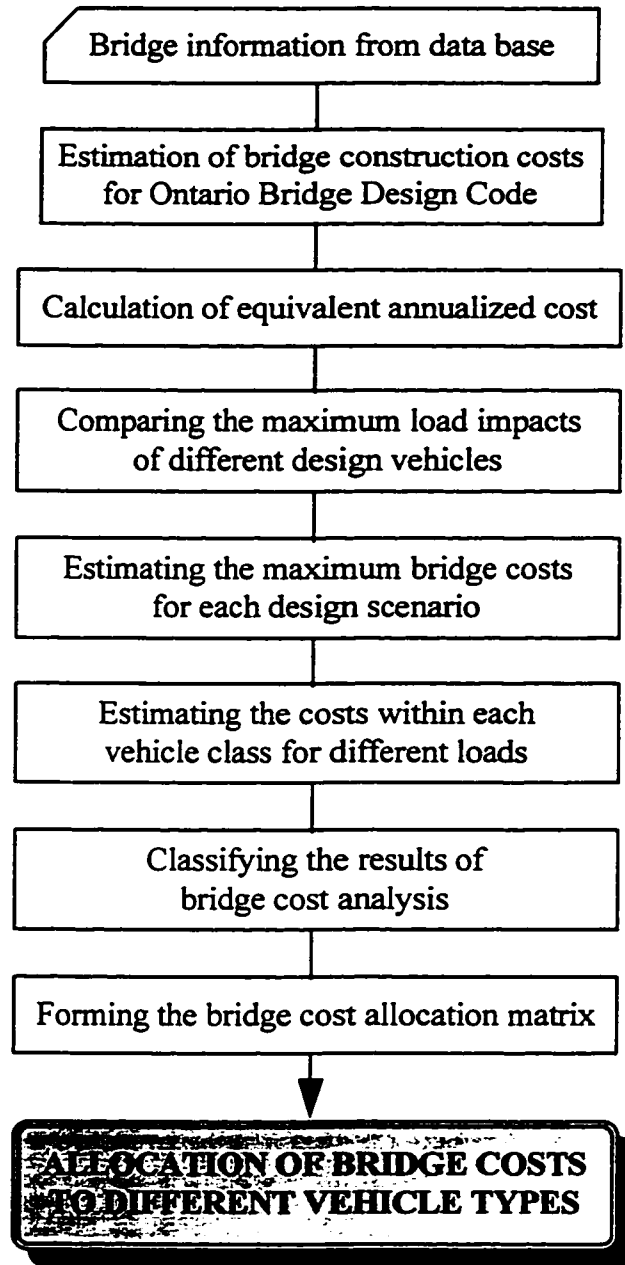 Bridge information from data base
Estimation of bridge construction costs
for Ontario Bridge Design Code
Calculation of equivalent annualized cost
Comparing the maximum load impacts
of different design vehicles
Estimating the maximum bridge costs
for each design scenario
Estimating the costs within each
vehicle class for different loads
Classifying the results of
bridge cost analysis
Forming the bridge cost allocation matrix
ALLOCATION OF BRIDGE COSTS
TO DIFFERENT VEHICLE TYPES